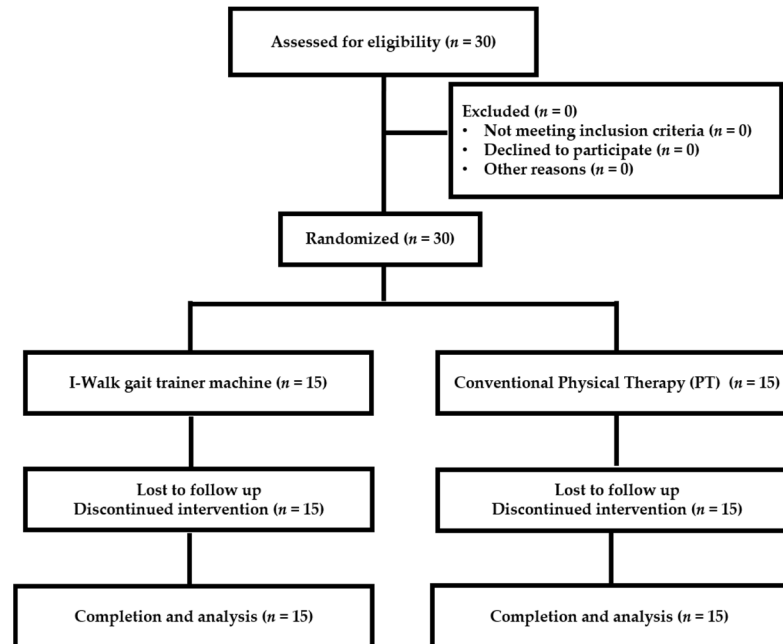 Assessed for eligibility (n = 30)
Excluded (n = 0)
• Not meeting inclusion criteria (n = 0)
• Declined to participate (n = 0)
• Other reasons (n = 0)
Randomized (n = 30)
I-Walk gait trainer machine (n = 15)
Conventional Physical Therapy (PT) (n = 15)
Lost to follow up
Discontinued intervention (n = 15)
Lost to follow up
Discontinued intervention (n = 15)
Completion and analysis (n = 15)
Completion and analysis (n = 15)